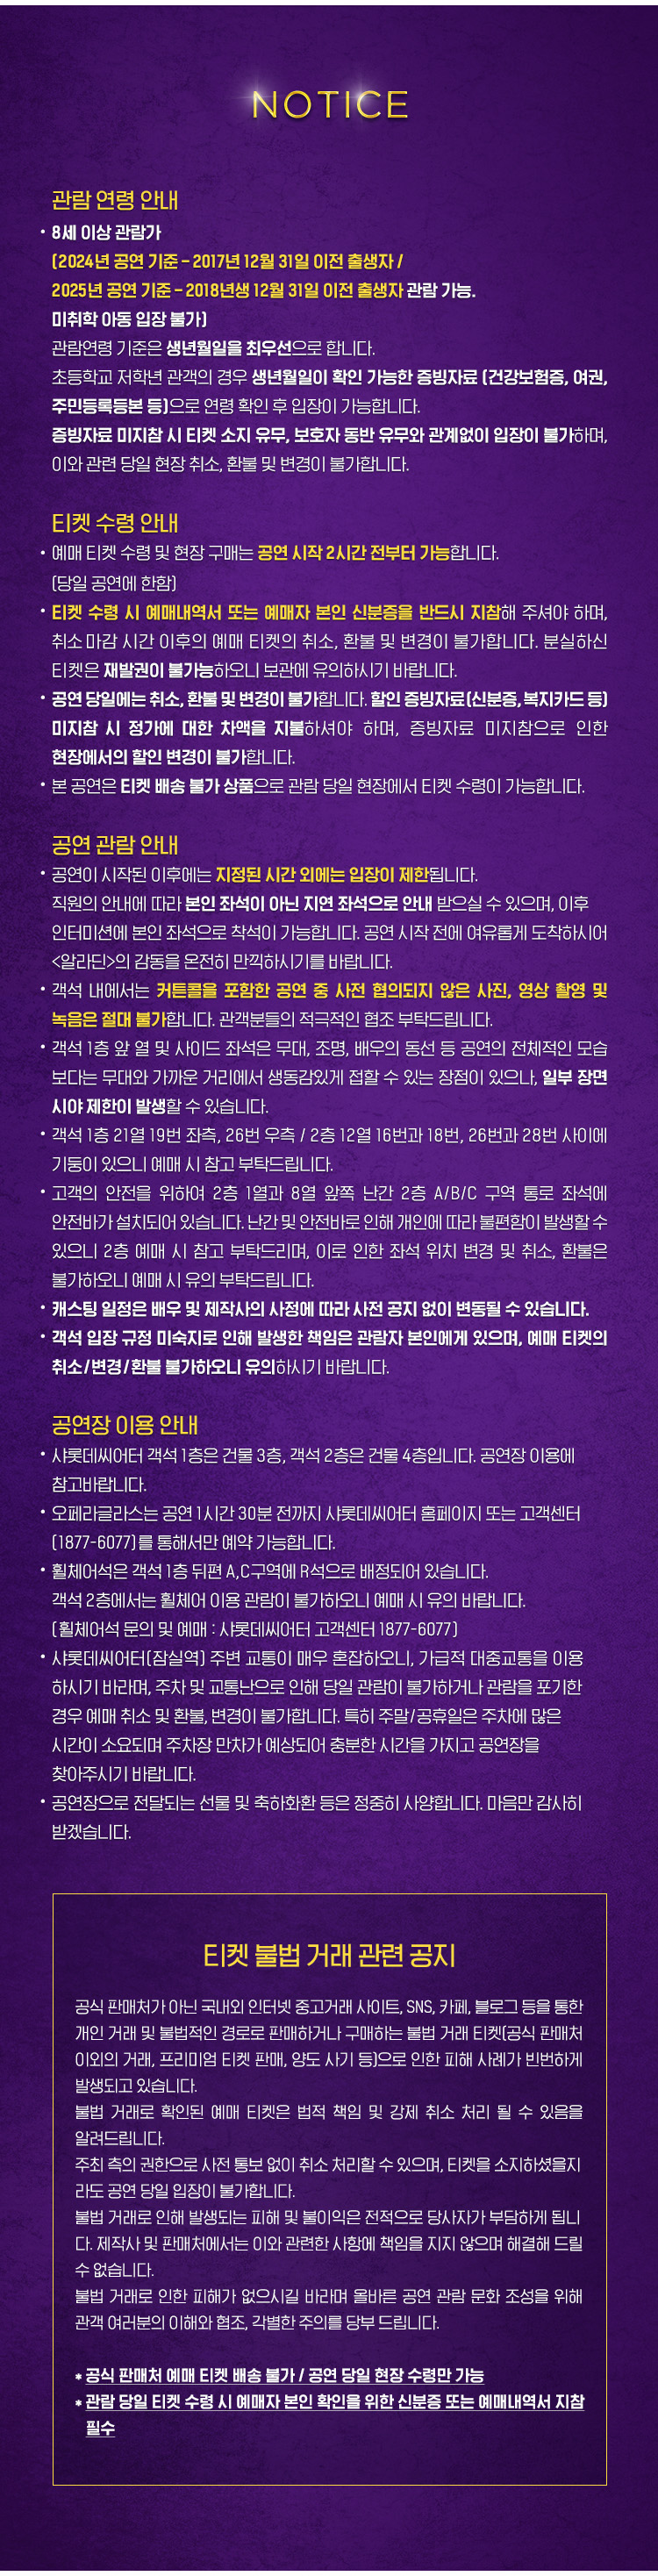 NOTICE
관람 연령 안내
• 8세 이상 관람가
(2024년 공연 기준 – 2017년 12월 31일 이전 출생자 /
2025년 공연 기준 – 2018년생 12월 31일 이전 출생자 관람 가능.
미취학 아동 입장 불가)
관람연령 기준은 생년월일을 최우선으로 합니다.
초등학교 저학년 관객의 경우 생년월일이 확인 가능한 증빙자료 (건강보험증, 여권,
주민등록등본 등)으로 연령 확인 후 입장이 가능합니다.
증빙자료 미지참 시 티켓 소지 유무, 보호자 동반 유무와 관계없이 입장이 불가하며,
이와 관련 당일 현장 취소, 환불 및 변경이 불가합니다.
티켓 수령 안내
• 예매 티켓 수령 및 현장 구매는 공연 시작 2시간 전부터 가능합니다.
(당일 공연에 한함)
• 티켓 수령 시 예매내역서 또는 예매자 본인 신분증을 반드시 지참해 주셔야 하며,
취소 마감 시간 이후의 예매 티켓의 취소, 환불 및 변경이 불가합니다. 분실하신
티켓은 재발권이 불가능하오니 보관에 유의하시기 바랍니다.
• 공연 당일에는 취소, 환불 및 변경이 불가합니다. 할인 증빙자료(신분증, 복지카드 등)
미지참 시 정가에 대한 차액을 지불하셔야 하며, 증빙자료 미지참으로 인한
현장에서의 할인 변경이 불가합니다.
• 본 공연은 티켓 배송 불가 상품으로 관람 당일 현장에서 티켓 수령이 가능합니다.
공연 관람 안내
• 공연이 시작된 이후에는 지정된 시간 외에는 입장이 제한됩니다.
직원의 안내에 따라 본인 좌석이 아닌 지연 좌석으로 안내 받으실 수 있으며, 이후
인터미션에 본인 좌석으로 착석이 가능합니다. 공연 시작 전에 여유롭게 도착하시어
<알라딘>의 감동을 온전히 만끽하시기를 바랍니다.
• 객석 내에서는 커튼콜을 포함한 공연 중 사전 협의되지 않은 사진, 영상 촬영 및
녹음은 절대 불가합니다. 관객분들의 적극적인 협조 부탁드립니다.
• 객석 1층 앞 열 및 사이드 좌석은 무대, 조명, 배우의 동선 등 공연의 전체적인 모습
보다는 무대와 가까운 거리에서 생동감있게 접할 수 있는 장점이 있으나, 일부 장면
시야 제한이 발생할 수 있습니다.
• 객석 1층 21열 19번 좌측, 26번 우측 / 2층 12열 16번과 18번, 26번과 28번 사이에
기둥이 있으니 예매 시 참고 부탁드립니다.
• 고객의 안전을 위하여 2층 1열과 8열 앞쪽 난간 2층 A/B/C 구역 통로 좌석에
안전바가 설치되어 있습니다. 난간 및 안전바로 인해 개인에 따라 불편함이 발생할 수
있으니 2층 예매 시 참고 부탁드리며, 이로 인한 좌석 위치 변경 및 취소, 환불은
불가하오니 예매 시 유의 부탁드립니다.
• 캐스팅 일정은 배우 및 제작사의 사정에 따라 사전 공지 없이 변동될 수 있습니다.
• 객석 입장 규정 미숙지로 인해 발생한 책임은 관람자 본인에게 있으며, 예매 티켓의
취소/변경/환불 불가하오니 유의하시기 바랍니다.
공연장 이용 안내
• 샤롯데씨어터 객석 1층은 건물 3층, 객석 2층은 건물 4층입니다. 공연장 이용에
참고바랍니다.
• 오페라글라스는 공연 1시간 30분 전까지 샤롯데씨어터 홈페이지 또는 고객센터
(1877-6077)를 통해서만 예약 가능합니다.
• 휠체어석은 객석 1층 뒤편 A,C구역에 R석으로 배정되어 있습니다.
객석 2층에서는 휠체어 이용 관람이 불가하오니 예매 시 유의 바랍니다.
(휠체어석 문의 및 예매 : 샤롯데씨어터 고객센터 1877-6077)
• 샤롯데씨어터(잠실역) 주변 교통이 매우 혼잡하오니, 가급적 대중교통을 이용
하시기 바라며, 주차 및 교통난으로 인해 당일 관람이 불가하거나 관람을 포기한
경우 예매 취소 및 환불, 변경이 불가합니다. 특히 주말/공휴일은 주차에 많은
시간이 소요되며 주차장 만차가 예상되어 충분한 시간을 가지고 공연장을
찾아주시기 바랍니다.
• 공연장으로 전달되는 선물 및 축하화환 등은 정중히 사양합니다. 마음만 감사히
받겠습니다.
티켓 불법 거래 관련 공지
공식 판매처가 아닌 국내외 인터넷 중고거래 사이트, SNS, 카페, 블로그 등을 통한
개인 거래 및 불법적인 경로로 판매하거나 구매하는 불법 거래 티켓(공식 판매처
이외의 거래, 프리미엄 티켓 판매, 양도 사기 등)으로 인한 피해 사례가 빈번하게
발생되고 있습니다.
불법 거래로 확인된 예매 티켓은 법적 책임 및 강제 취소 처리 될 수 있음을
알려드립니다.
주최 측의 권한으로 사전 통보 없이 취소 처리할 수 있으며, 티켓을 소지하셨을지
라도 공연 당일 입장이 불가합니다.
불법 거래로 인해 발생되는 피해 및 불이익은 전적으로 당사자가 부담하게 됩니
다. 제작사 및 판매처에서는 이와 관련한 사항에 책임을 지지 않으며 해결해 드릴
수 없습니다.
불법 거래로 인한 피해가 없으시길 바라며 올바른 공연 관람 문화 조성을 위해
관객 여러분의 이해와 협조, 각별한 주의를 당부 드립니다.
* 공식 판매처 예매 티켓 배송 불가 / 공연 당일 현장 수령만 가능
* 관람 당일 티켓 수령 시 예매자 본인 확인을 위한 신분증 또는 예매내역서 지참
필수